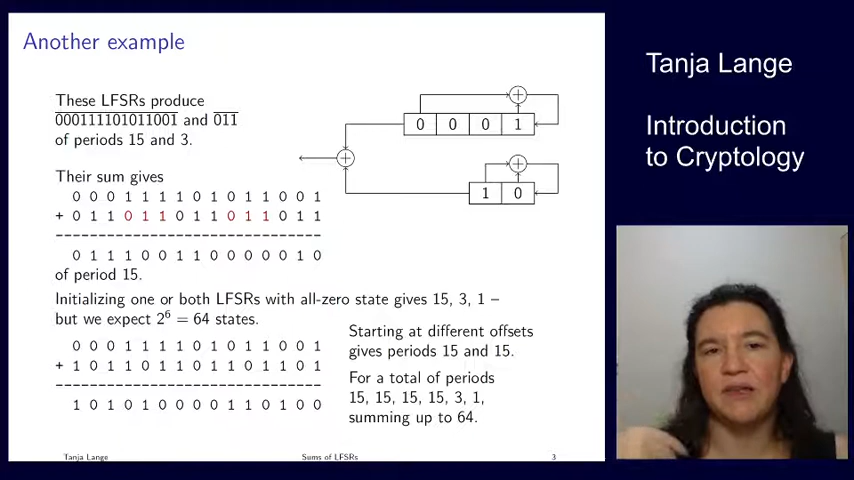 Another example
These LFSRs produce
000111101011001 and 011
of periods 15 and 3.
0 0 0 1
1 0
+
+
+
Their sum gives
0 0 0 1 1 1 1 0 1 0 1 1 0 0 1
+ 0 1 1 0 1 1 0 1 1 0 1 1 0 1 1
------------------------------
0 1 1 1 0 0 1 1 0 0 0 0 0 1 0
of period 15.
Initializing one or both LFSRs with all-zero state gives 15, 3, 1 –
but we expect 2⁶ = 64 states.
0 0 0 1 1 1 1 0 1 0 1 1 0 0 1
+ 1 0 1 1 0 1 1 0 1 1 0 1 1 0 1
------------------------------
1 0 1 0 1 0 0 0 0 1 1 0 1 0 0
Starting at different offsets
gives periods 15 and 15.
For a total of periods
15, 15, 15, 15, 3, 1,
summing up to 64.
Tanja Lange
Sums of LFSRs
3
Tanja Lange
Introduction
to Cryptology